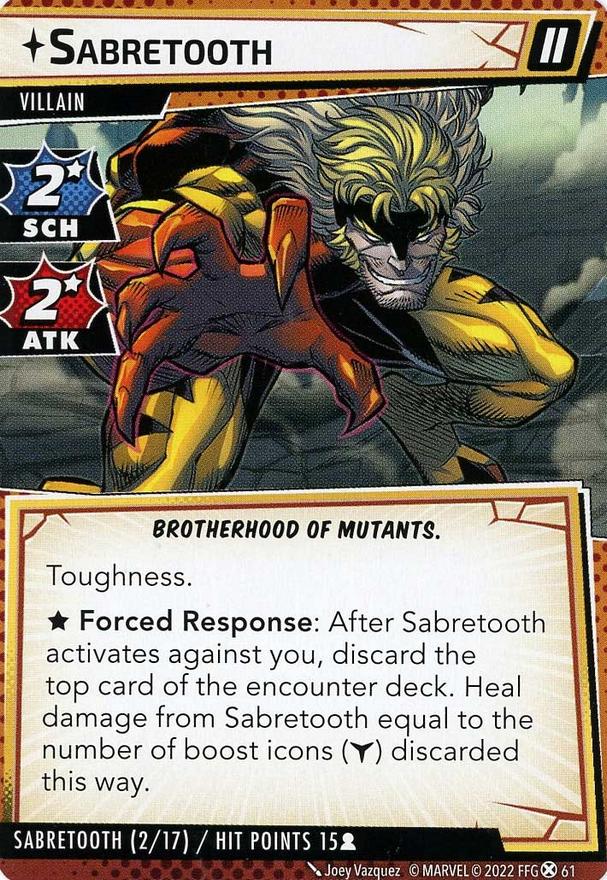 SABRETOOTH
II
VILLAIN
2★
SCH
2★
ATK
BROTHERHOOD OF MUTANTS.
Toughness.
★ Forced Response: After Sabretooth
activates against you, discard the
top card of the encounter deck. Heal
damage from Sabretooth equal to the
number of boost icons () discarded
this way.
SABRETOOTH (2/17) / HIT POINTS 15
Joey Vazquez © MARVEL © 2022 FFG 61